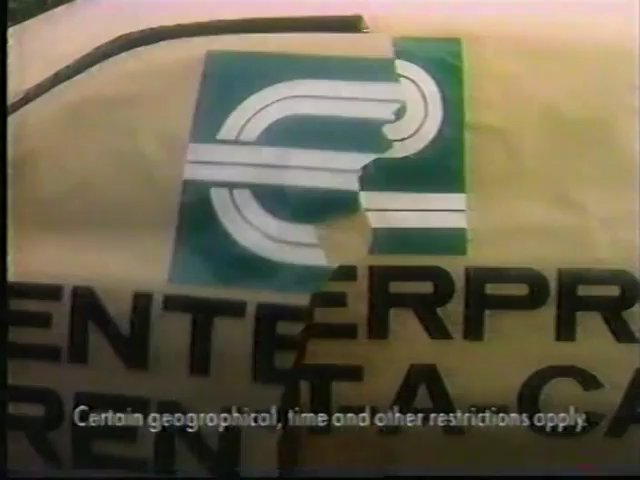 ENTERPR
RENT-A-CA
Certain geographical, time and other restrictions apply.